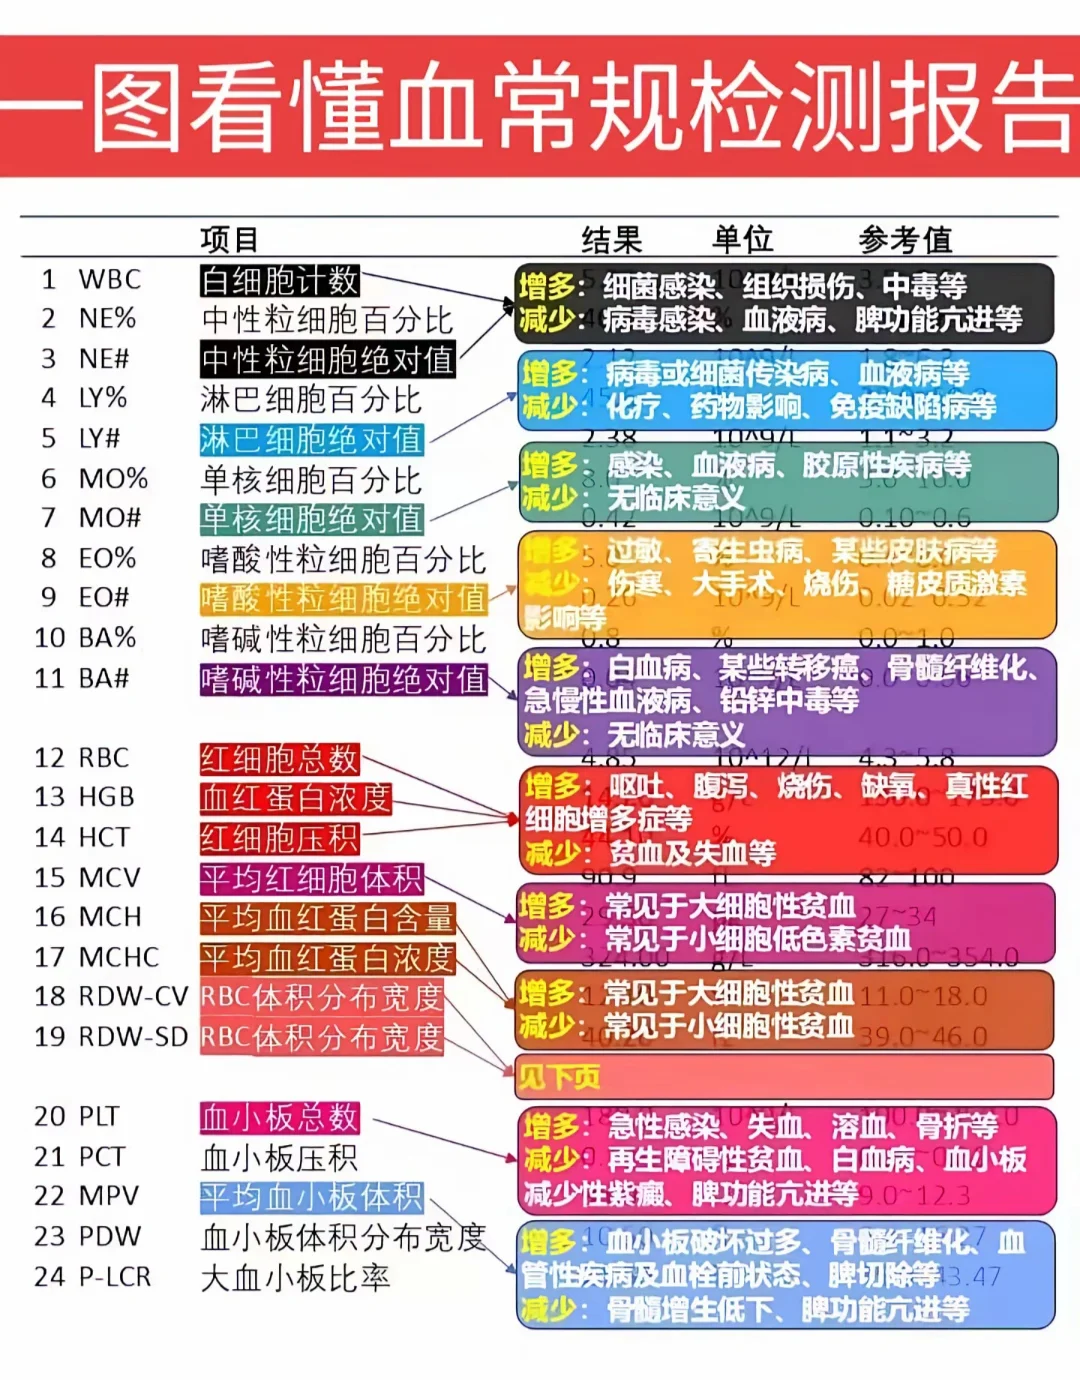 一图看懂血常规检测报告
项目 结果 单位 参考值
1 WBC 白细胞计数
2 NE% 中性粒细胞百分比
3 NE# 中性粒细胞绝对值
增多：细菌感染、组织损伤、中毒等
减少：病毒感染、血液病、脾功能亢进等
4 LY% 淋巴细胞百分比
5 LY# 淋巴细胞绝对值 2.38 10^9/L 1.1~3.2
增多：病毒或细菌传染病、血液病等
减少：化疗、药物影响、免疫缺陷病等
6 MO% 单核细胞百分比
7 MO# 单核细胞绝对值 0.42 10^9/L 0.10~0.6
增多：感染、血液病、胶原性疾病等
减少：无临床意义
8 EO% 嗜酸性粒细胞百分比
9 EO# 嗜酸性粒细胞绝对值
增多：过敏、寄生虫病、某些皮肤病等
减少：伤寒、大手术、烧伤、糖皮质激素
影响等
10 BA% 嗜碱性粒细胞百分比 0.8 % 0.0~1.0
11 BA# 嗜碱性粒细胞绝对值
增多：白血病、某些转移癌、骨髓纤维化、
急慢性血液病、铅锌中毒等
减少：无临床意义
12 RBC 红细胞总数 4.85 10^12/L 4.3~5.8
13 HGB 血红蛋白浓度
14 HCT 红细胞压积 % 40.0~50.0
增多：呕吐、腹泻、烧伤、缺氧、真性红
细胞增多症等
减少：贫血及失血等
15 MCV 平均红细胞体积 90.9 fl 82~100
增多：常见于大细胞性贫血
减少：常见于小细胞低色素贫血
16 MCH 平均血红蛋白含量 27~34
17 MCHC 平均血红蛋白浓度 324.00 g/L 316.0~354.0
增多：常见于大细胞性贫血
减少：常见于小细胞性贫血
18 RDW-CV RBC体积分布宽度 11.0~18.0
19 RDW-SD RBC体积分布宽度 39.0~46.0
见下页
20 PLT 血小板总数
21 PCT 血小板压积
增多：急性感染、失血、溶血、骨折等
减少：再生障碍性贫血、白血病、血小板
减少性紫癜、脾功能亢进等
22 MPV 平均血小板体积 9.0~12.3
23 PDW 血小板体积分布宽度
24 P-LCR 大血小板比率 43.47
增多：血小板破坏过多、骨髓纤维化、血
管性疾病及血栓前状态、脾切除等
减少：骨髓增生低下、脾功能亢进等